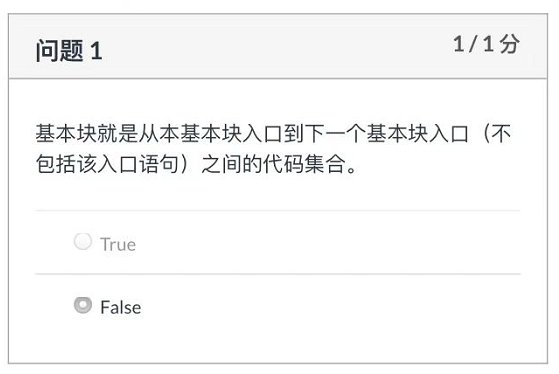 问题 1
1 / 1 分
基本块就是从本基本块入口到下一个基本块入口（不
包括该入口语句）之间的代码集合。
True
False